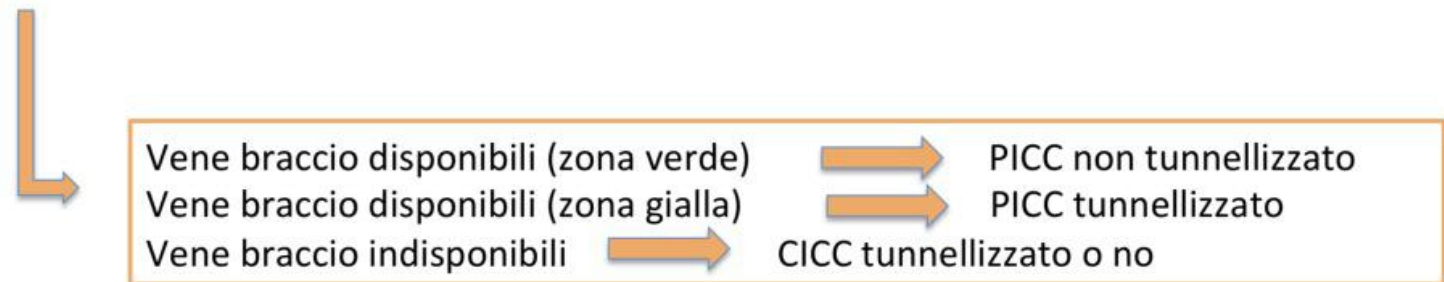 Vene braccio disponibili (zona verde) PICC non tunnellizzato
Vene braccio disponibili (zona gialla) PICC tunnellizzato
Vene braccio indisponibili CICC tunnellizzato o no